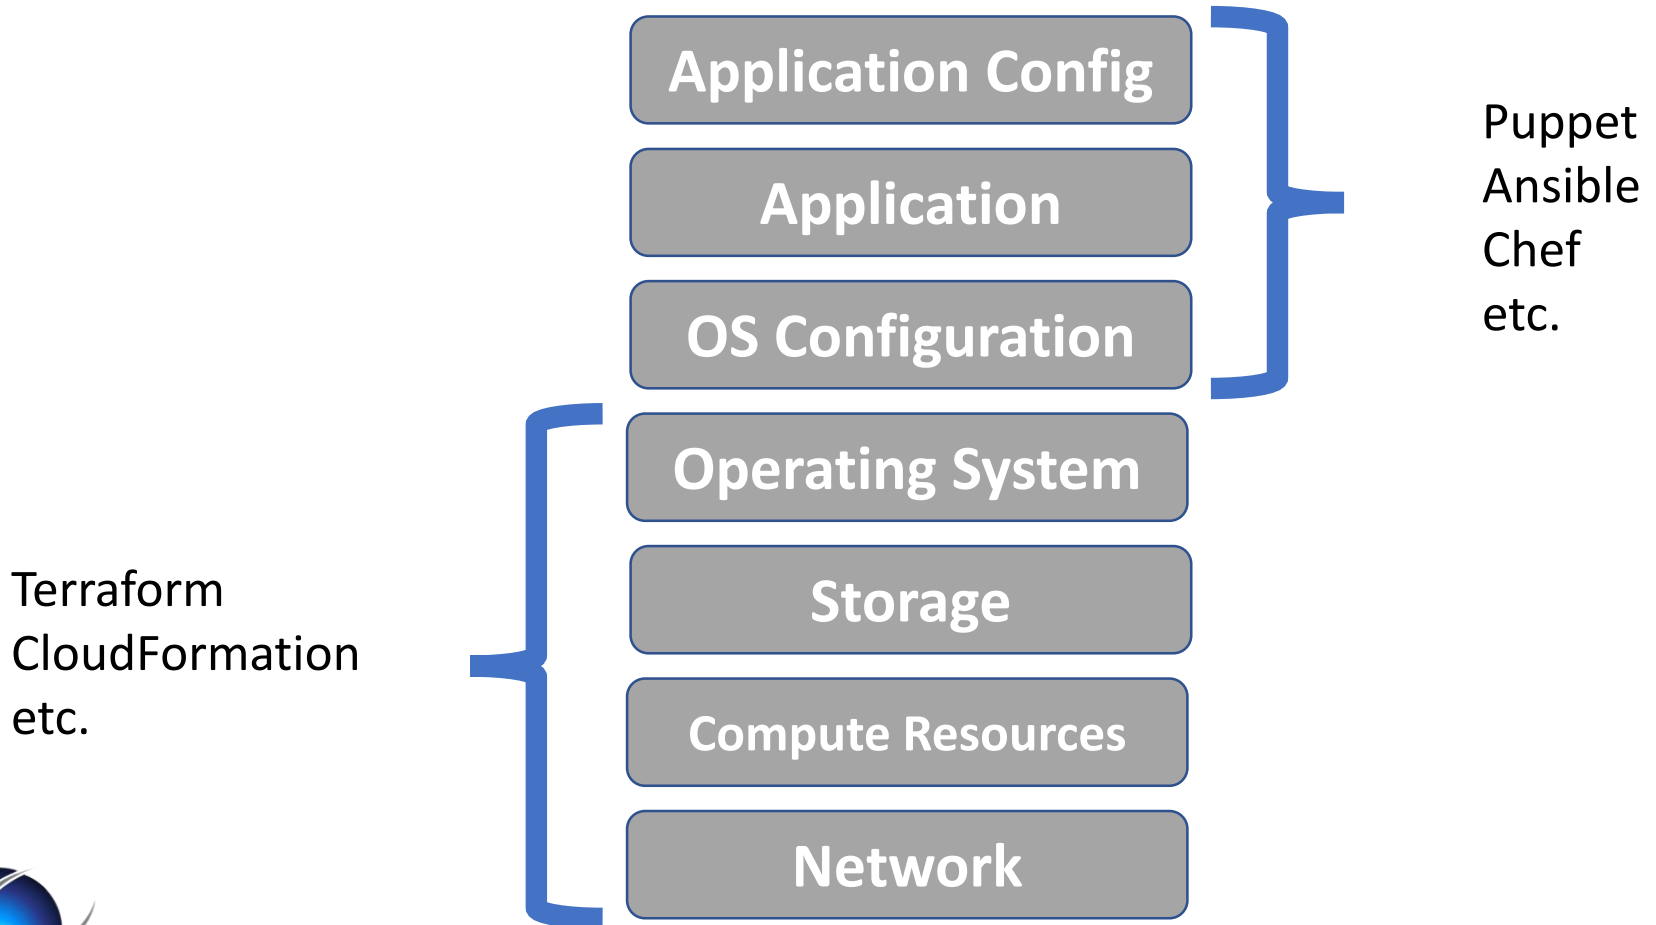 Application Config
Application
OS Configuration
Operating System
Storage
Compute Resources
Network
Puppet
Ansible
Chef
etc.
Terraform
CloudFormation
etc.